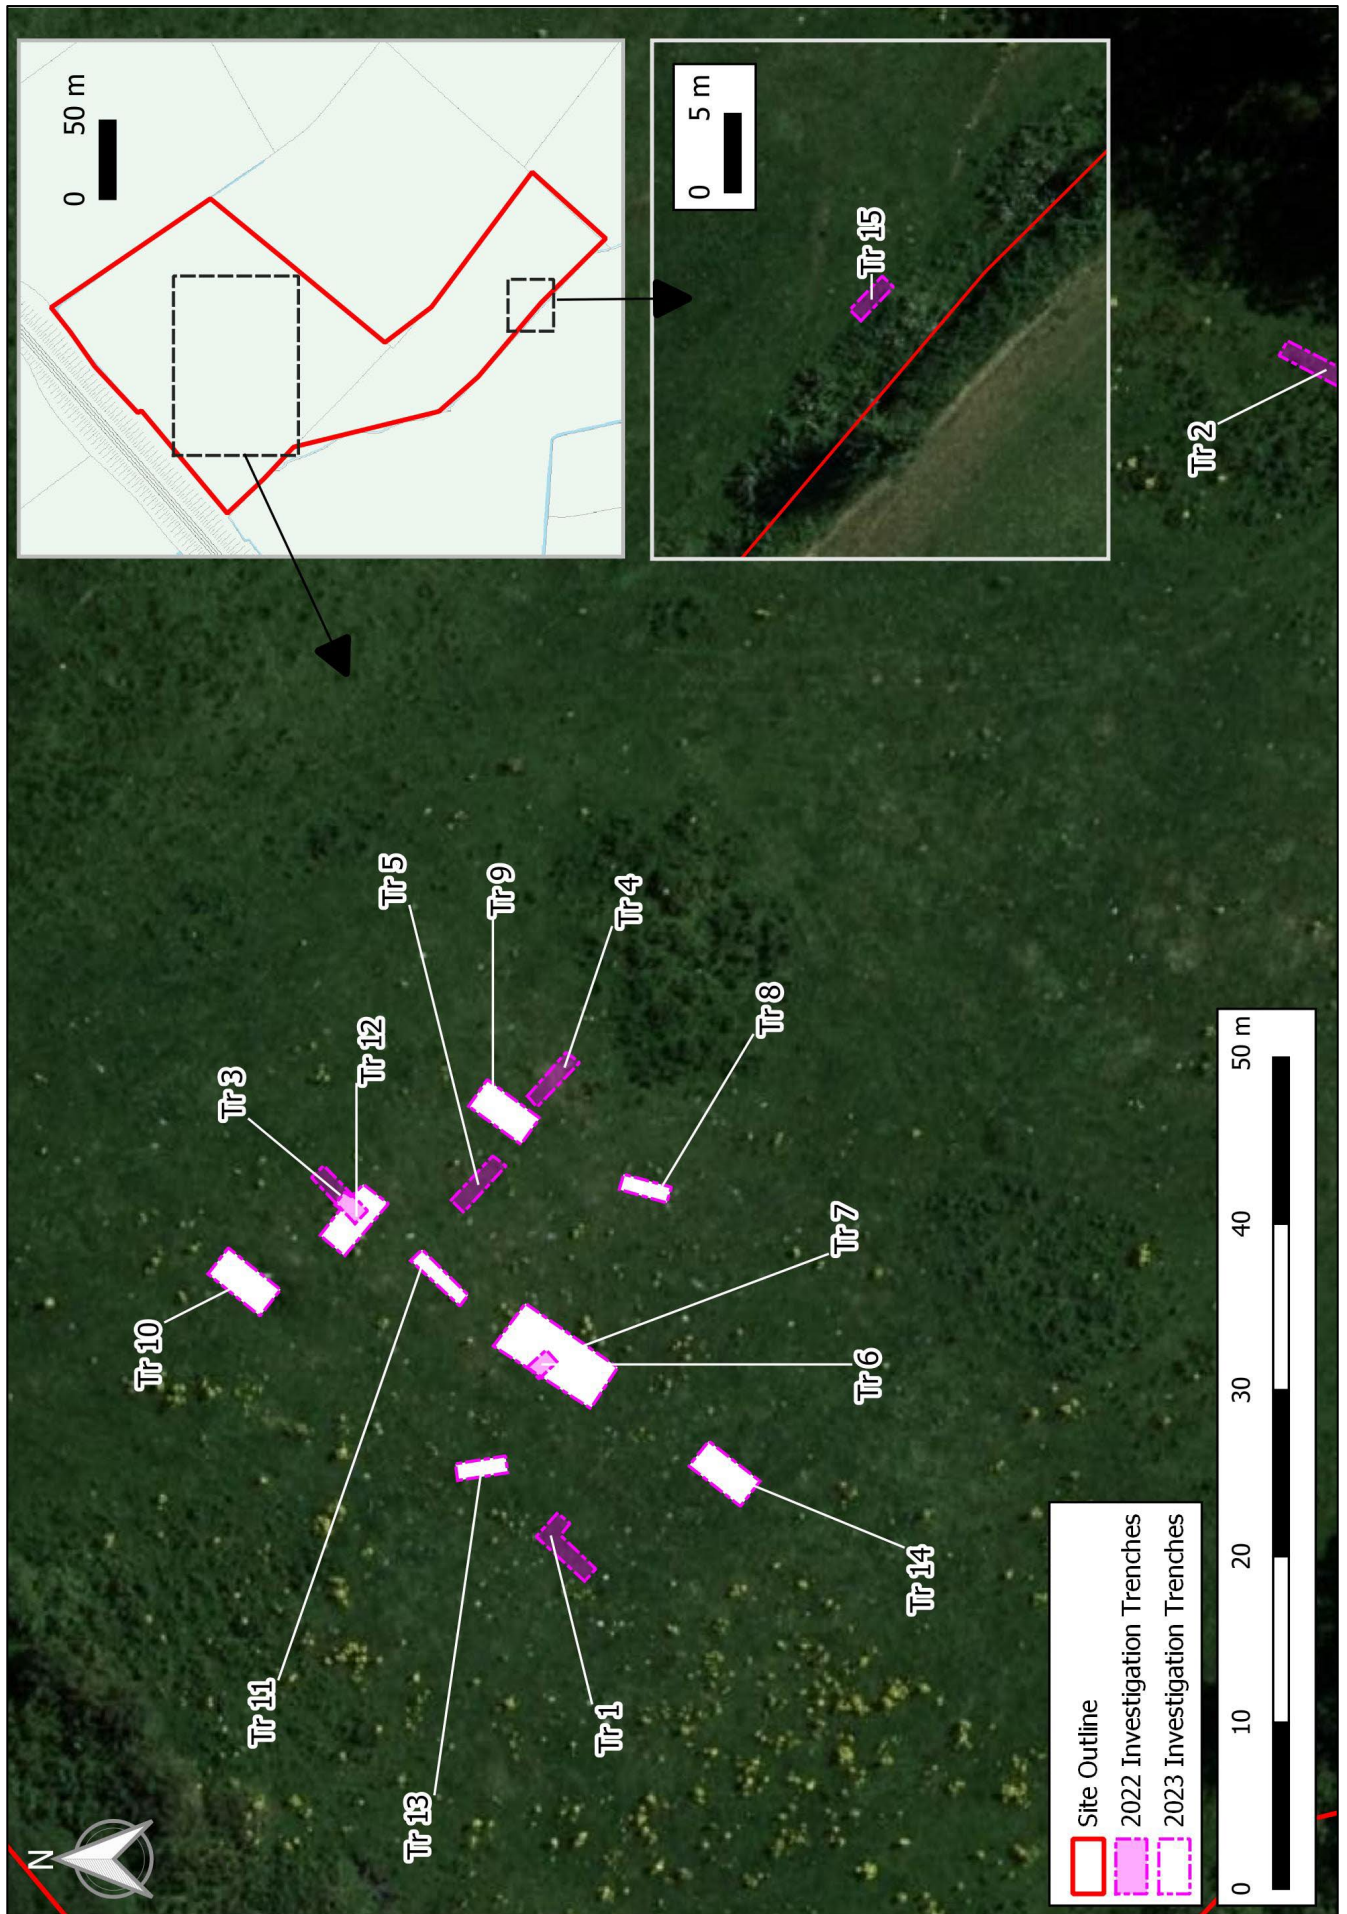 N
0 50 m
0 5 m
Tr 15
Tr 2
Tr 5
Tr 9
Tr 4
Tr 8
Tr 3
Tr 12
Tr 10
Tr 7
Tr 6
Tr 11
Tr 13
Tr 1
Tr 14
Site Outline
2022 Investigation Trenches
2023 Investigation Trenches
0 10 20 30 40 50 m